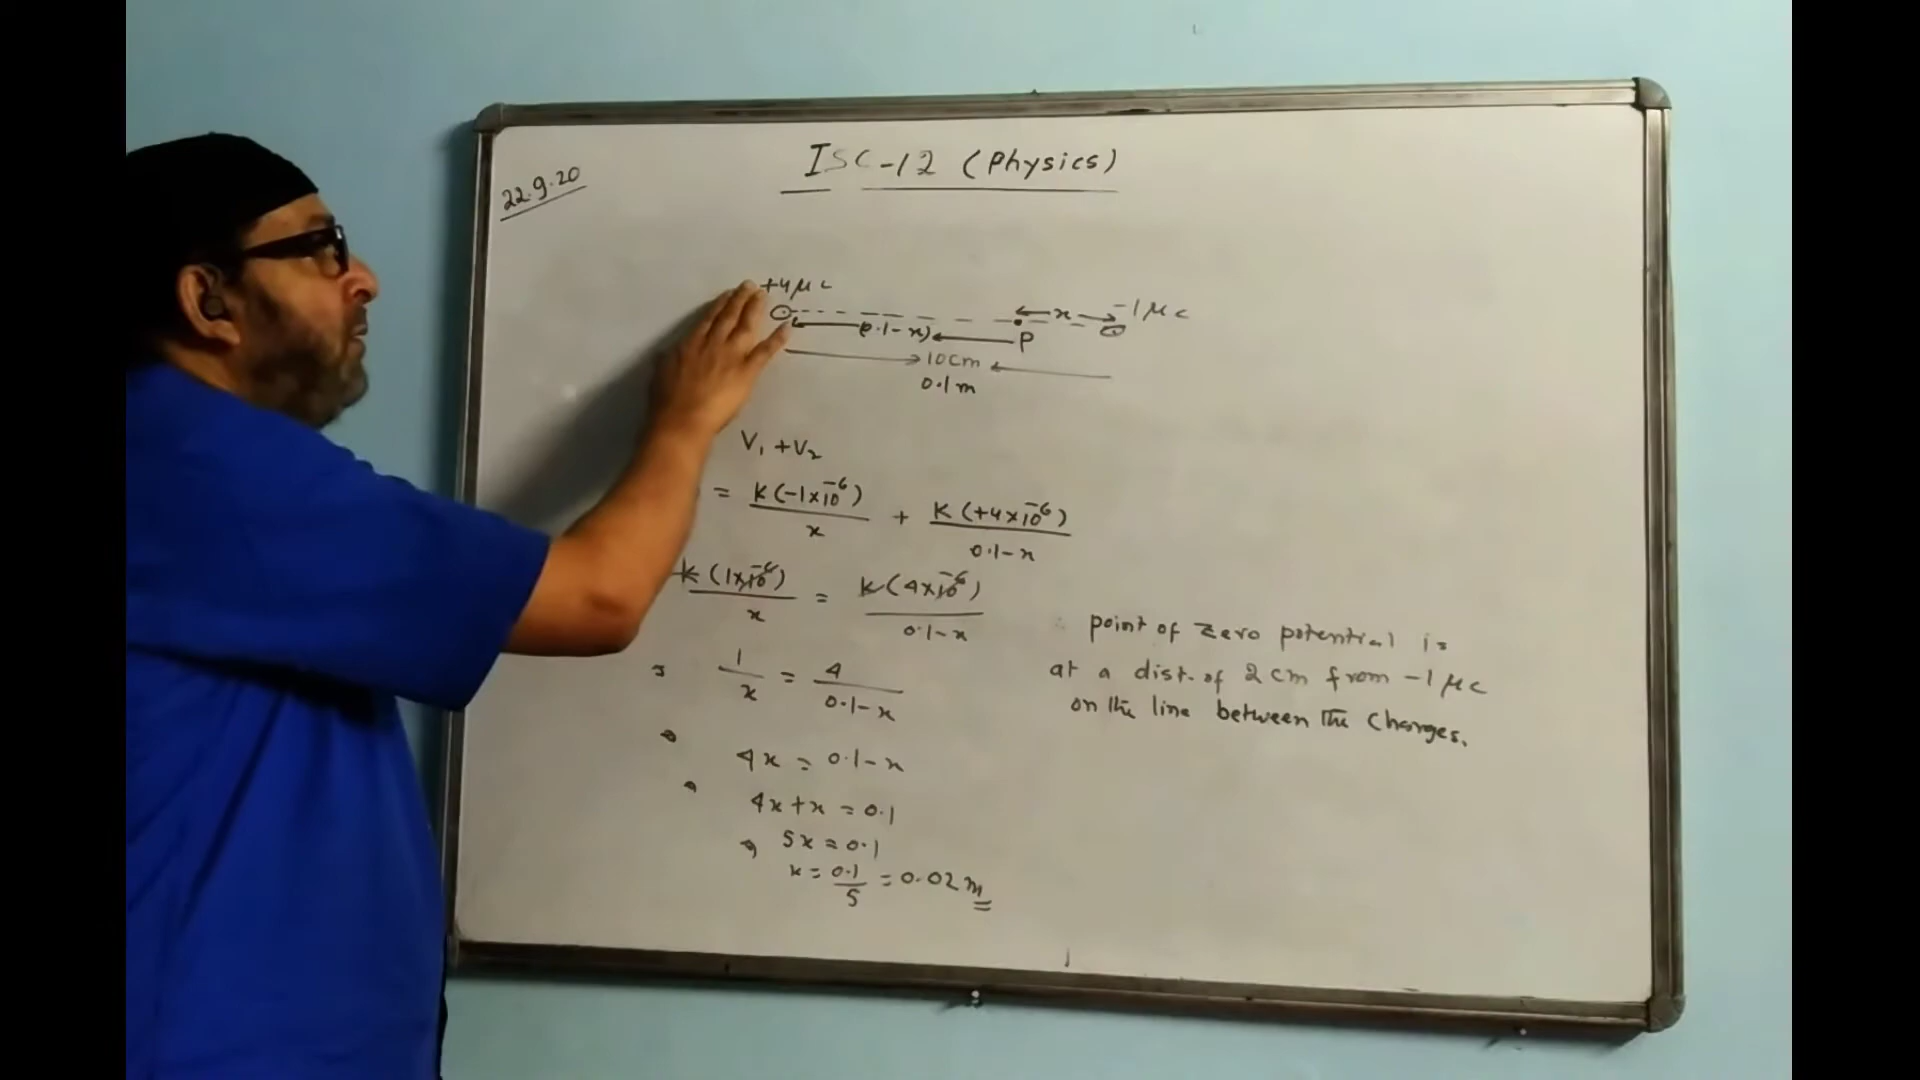 ISC-12 (Physics)
22.9.20
+4μc
x
-1μc
(0.1-x)
P
10cm
0.1m
V₁ + V₂
= K(-1×10⁻⁶)/x + K(+4×10⁻⁶)/0.1-x
K(1×10⁻⁶)/x = K(4×10⁻⁶)/0.1-x
⇒ 1/x = 4/0.1-x
⇒ 4x = 0.1-x
⇒ 4x+x = 0.1
⇒ 5x = 0.1
x = 0.1/5 = 0.02m
∴ point of zero potential is
at a dist. of 2cm from -1μc
on the line between the charges.